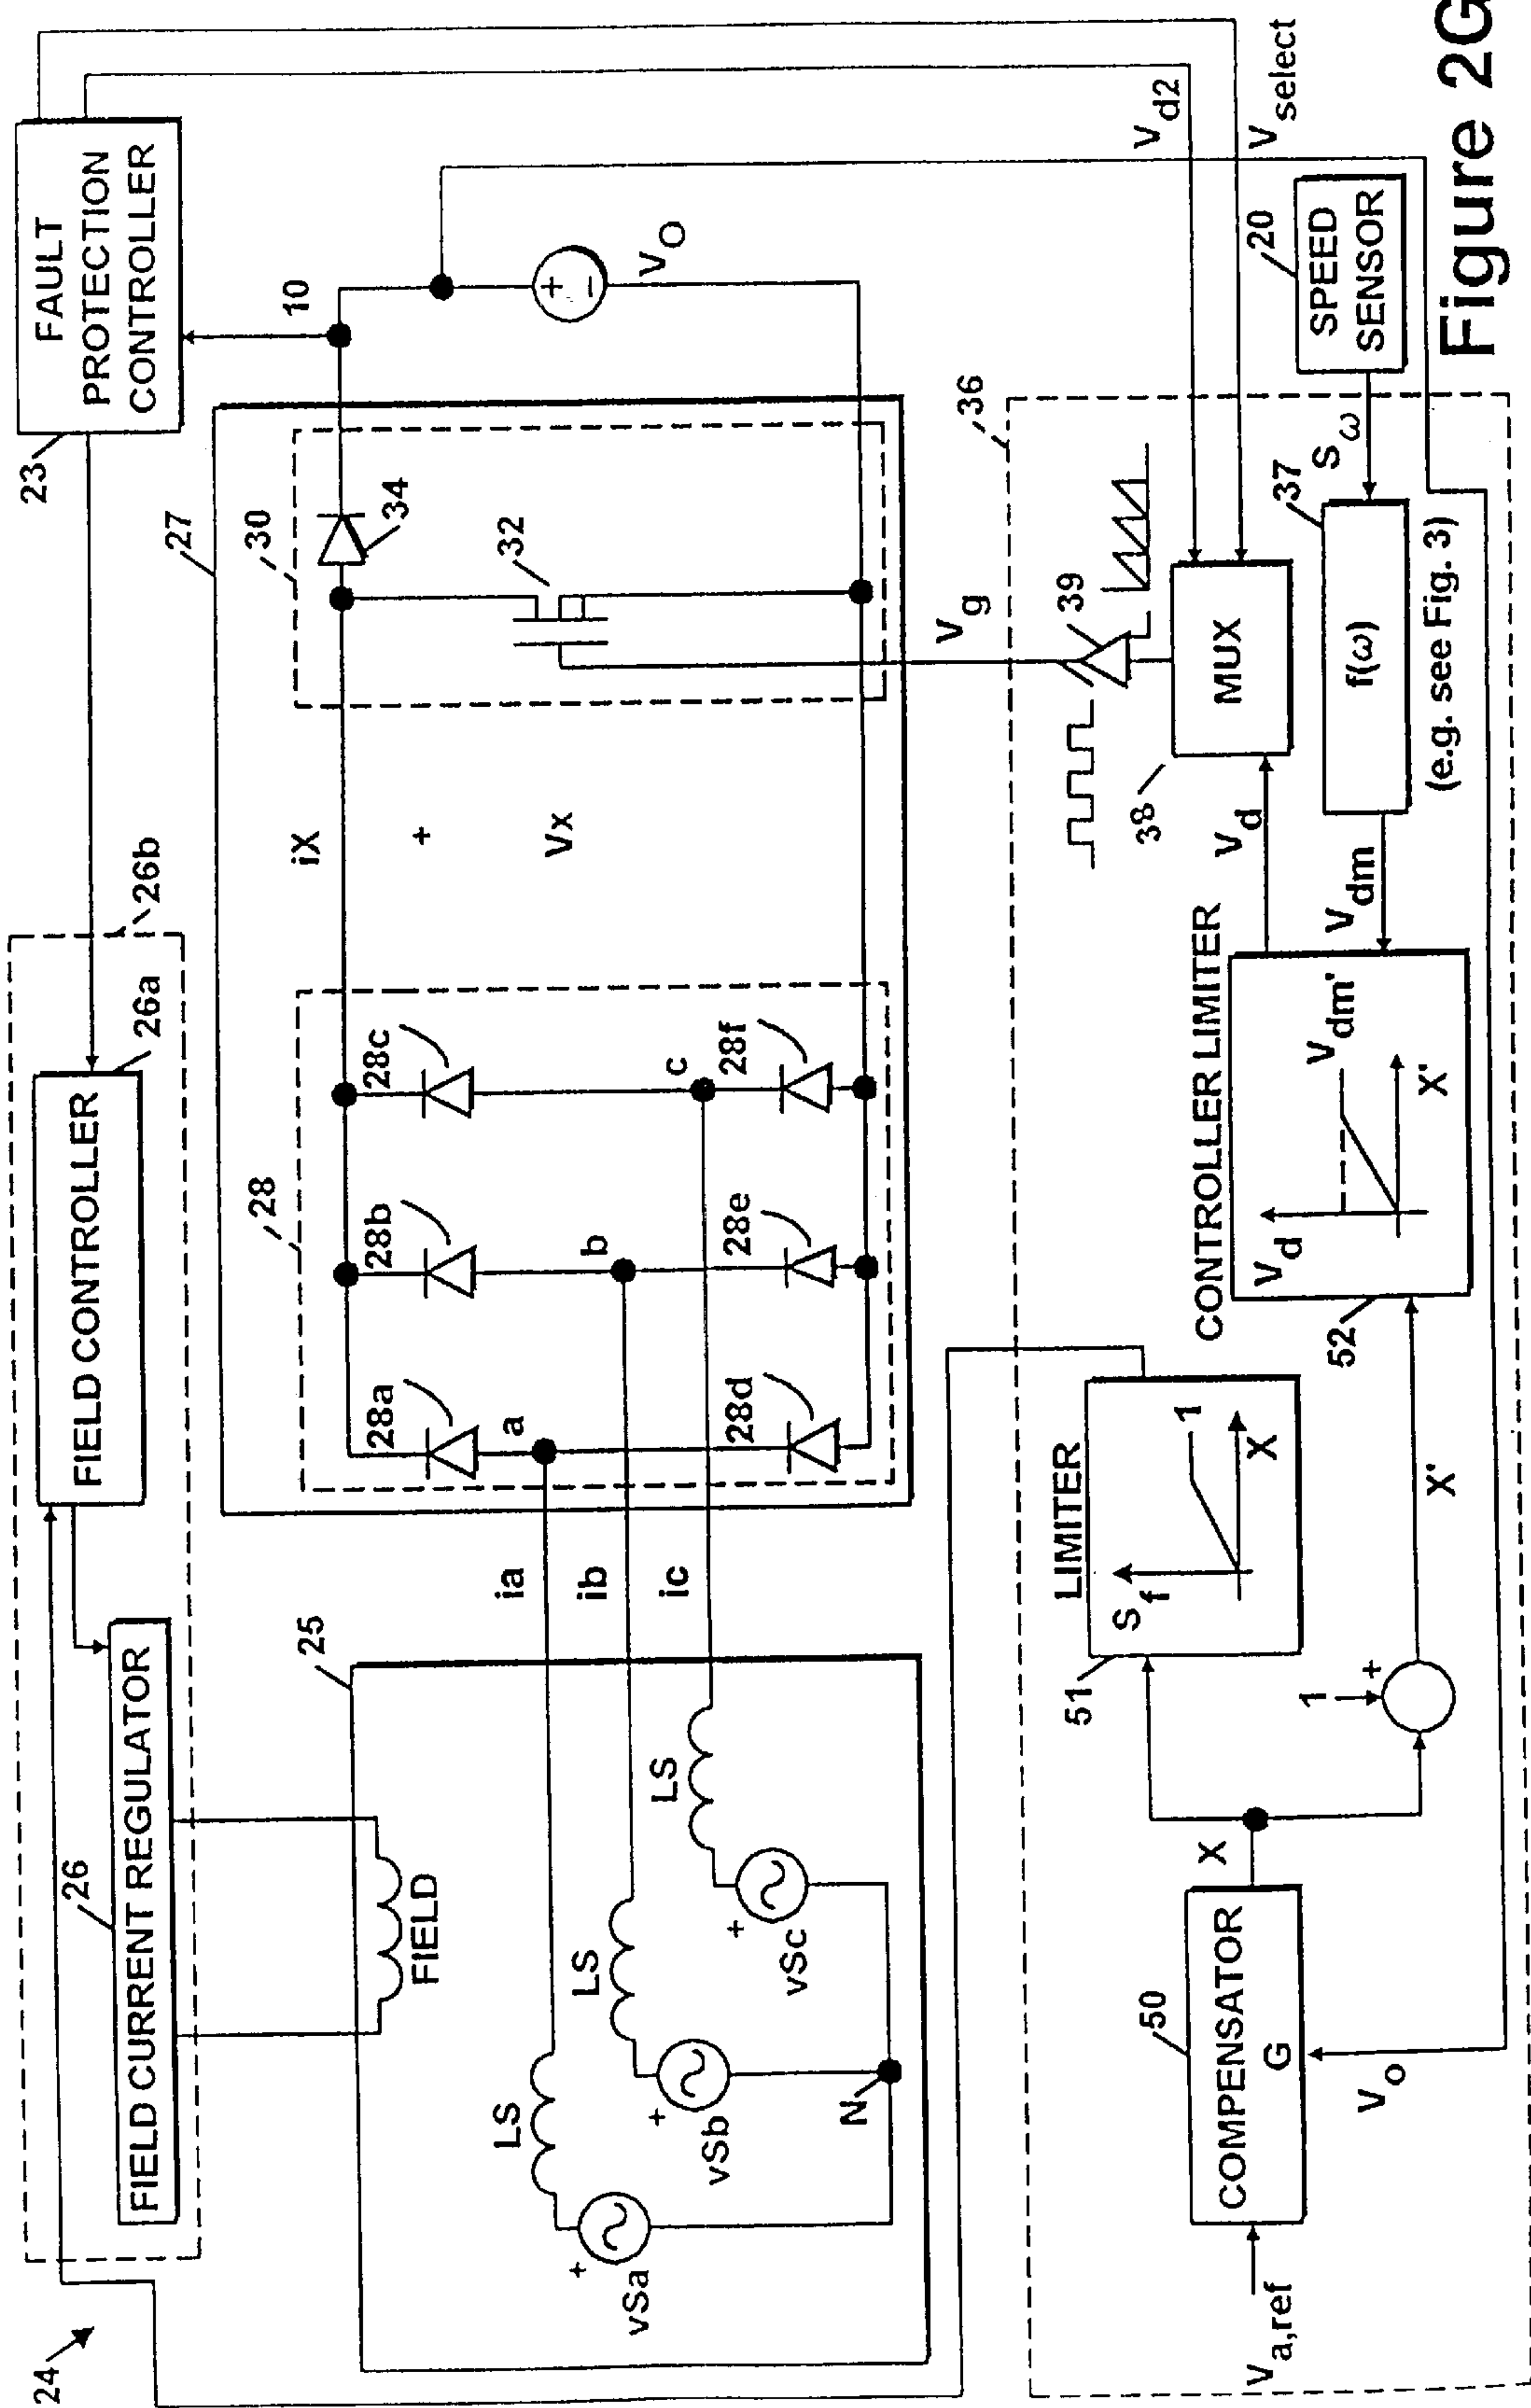 24
26
FIELD CURRENT REGULATOR
FIELD CONTROLLER
26a
26b
23
FAULT
PROTECTION
CONTROLLER
25
FIELD
LS
LS
LS
vSa
vSb
vSc
+
+
+
N
ia
ib
ic
27
28
28a
28b
28c
a
b
c
28d
28e
28f
iX
+
Vx
30
34
32
10
+
−
VO
Vg
Vd2
Vselect
36
39
38
MUX
Vd
20
SPEED
SENSOR
Sω
37
f(ω)
(e.g. see Fig. 3)
Vdm
CONTROLLER LIMITER
Vd
Vdm'
X'
52
LIMITER
Sf
1
X
51
1
+
X'
X
50
COMPENSATOR
G
Va,ref
Vo
Figure 2G